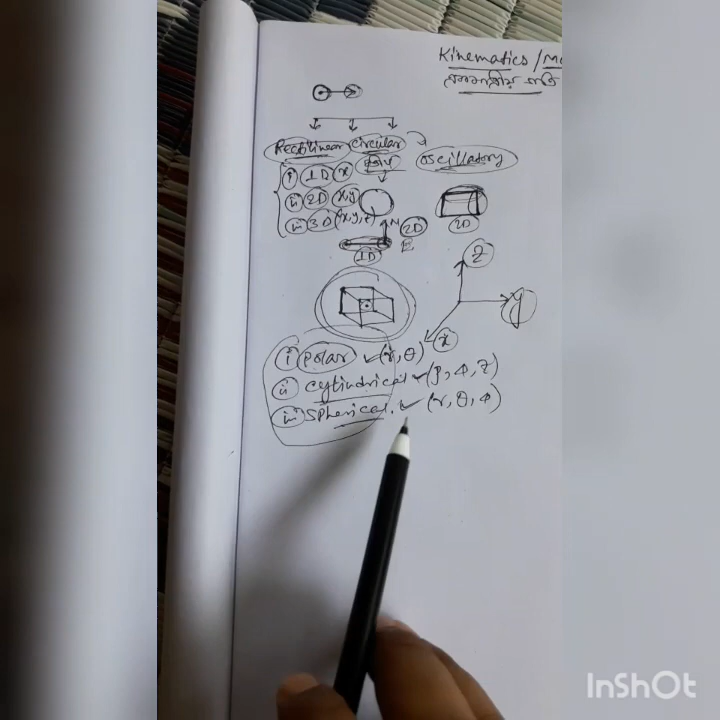 Kinematics / M
Rectilinear circular oscillatory
i 1D x
ii 2D x,y
iii 3D (x,y,z) N 2D 2D
1D E
z
y
x
i polar ✓ (r, θ)
ii cylindrical ✓ (ρ, φ, z)
iii spherical. ✓ (r, θ, φ)
InShOt